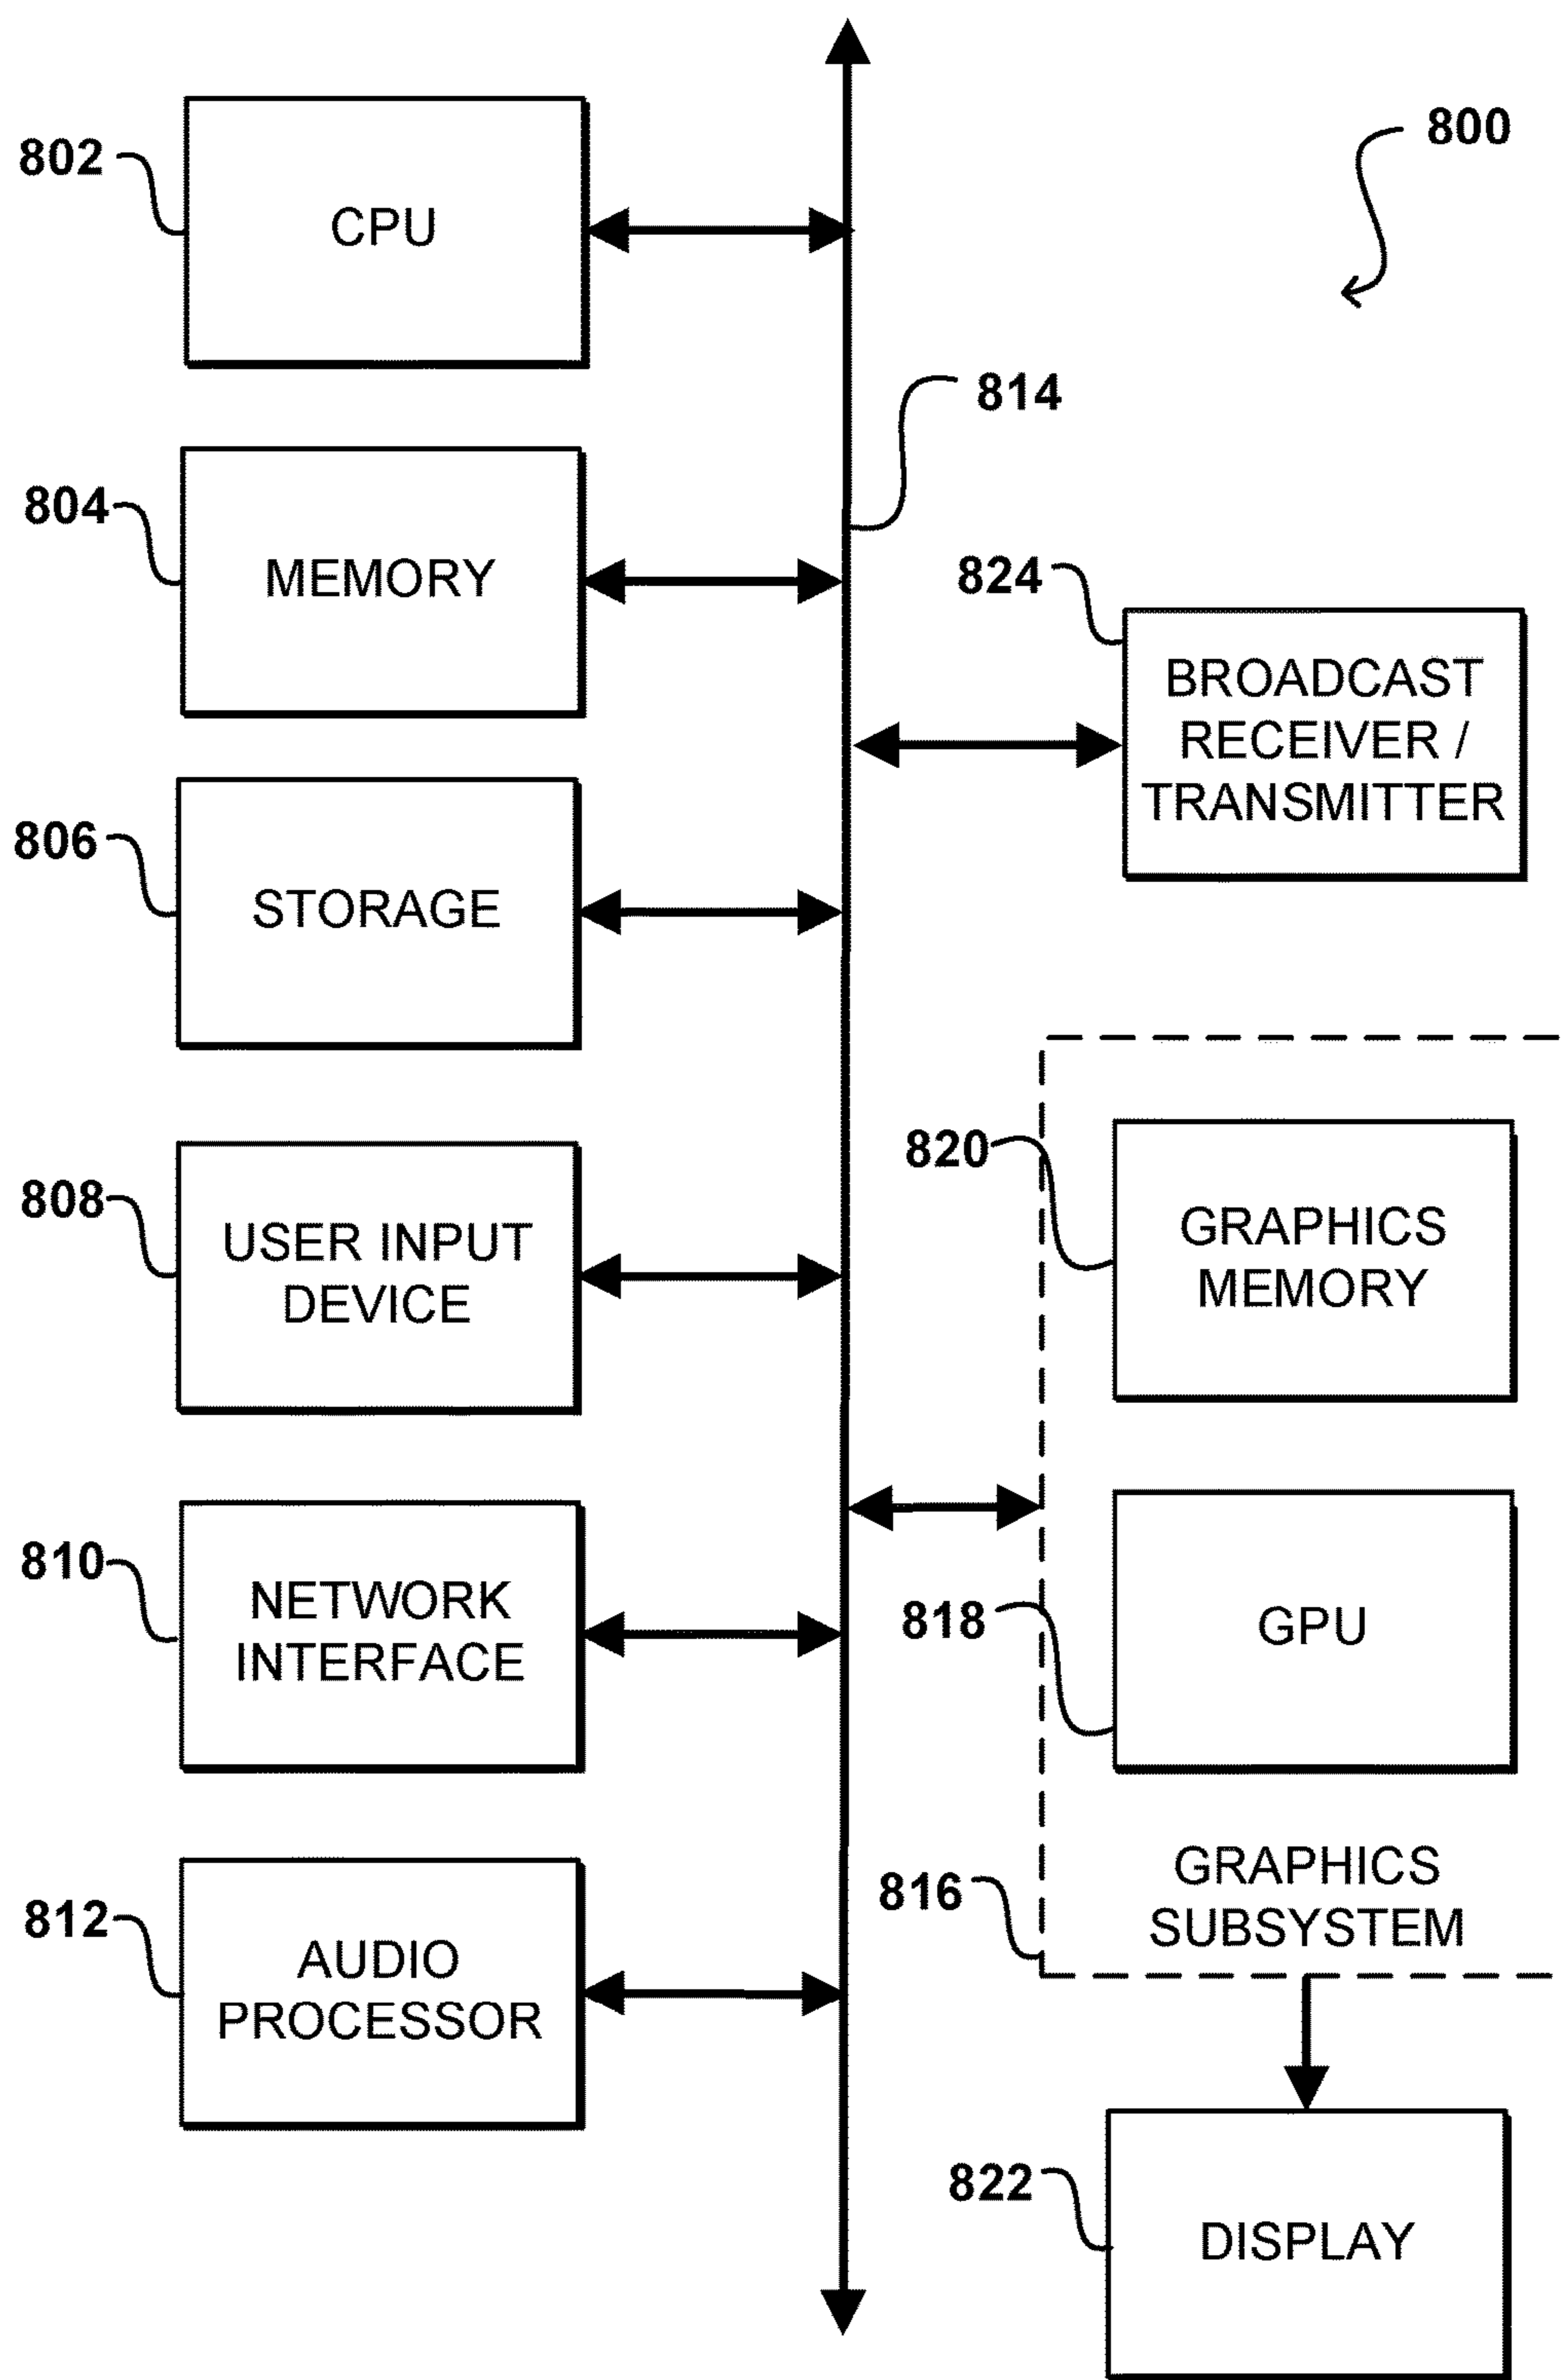 800
802
CPU
814
804
MEMORY
824
BROADCAST
RECEIVER /
TRANSMITTER
806
STORAGE
820
GRAPHICS
MEMORY
808
USER INPUT
DEVICE
810
NETWORK
INTERFACE
818
GPU
816
GRAPHICS
SUBSYSTEM
812
AUDIO
PROCESSOR
822
DISPLAY